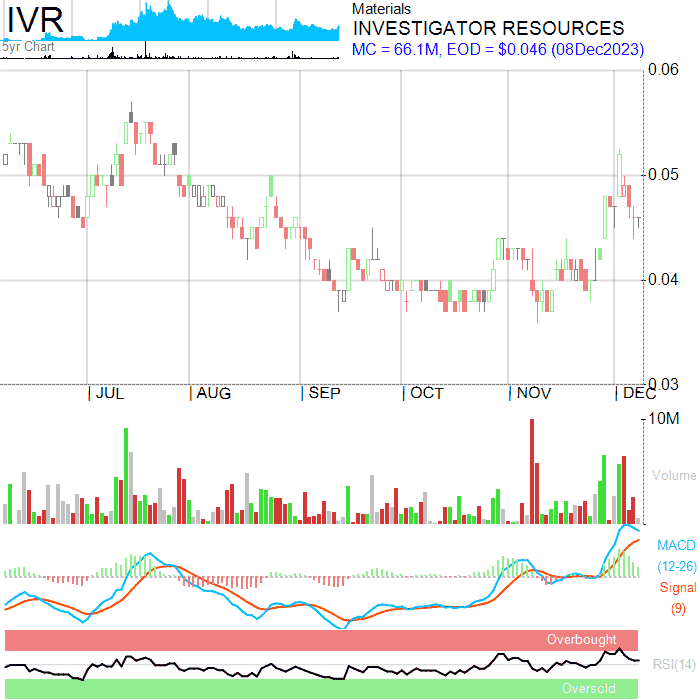 IVR
5yr Chart
Materials
INVESTIGATOR RESOURCES
MC = 66.1M, EOD = $0.046 (08Dec2023)
0.06
0.05
0.04
0.03
JUL AUG SEP OCT NOV DEC
10M
Volume
MACD
(12-26)
Signal
(9)
Overbought
RSI(14)
Oversold